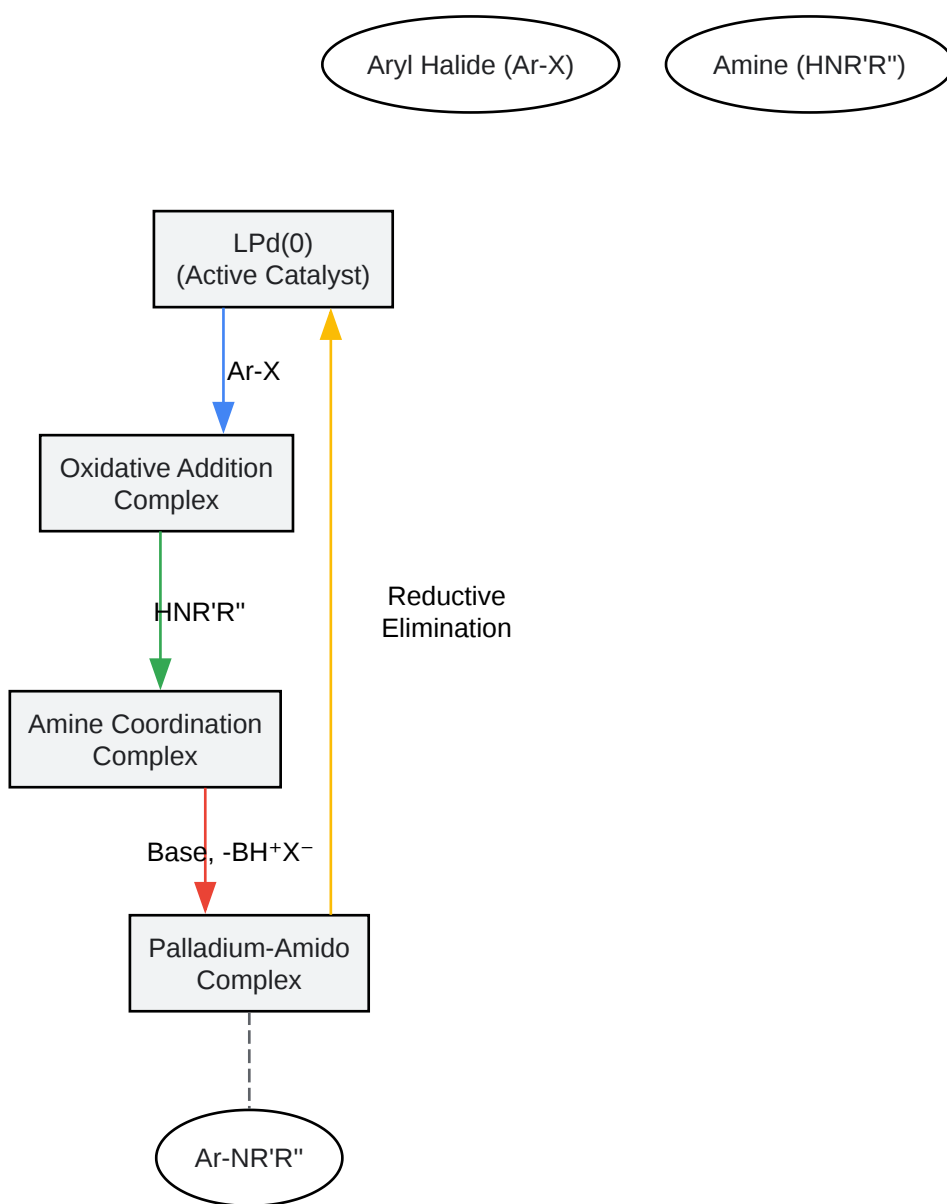 Aryl Halide (Ar-X)
Amine (HNR'R")
LPd(0)
(Active Catalyst)
Ar-X
Oxidative Addition
Complex
HNR'R"
Reductive
Elimination
Amine Coordination
Complex
Base, -BH⁺X⁻
Palladium-Amido
Complex
Ar-NR'R"